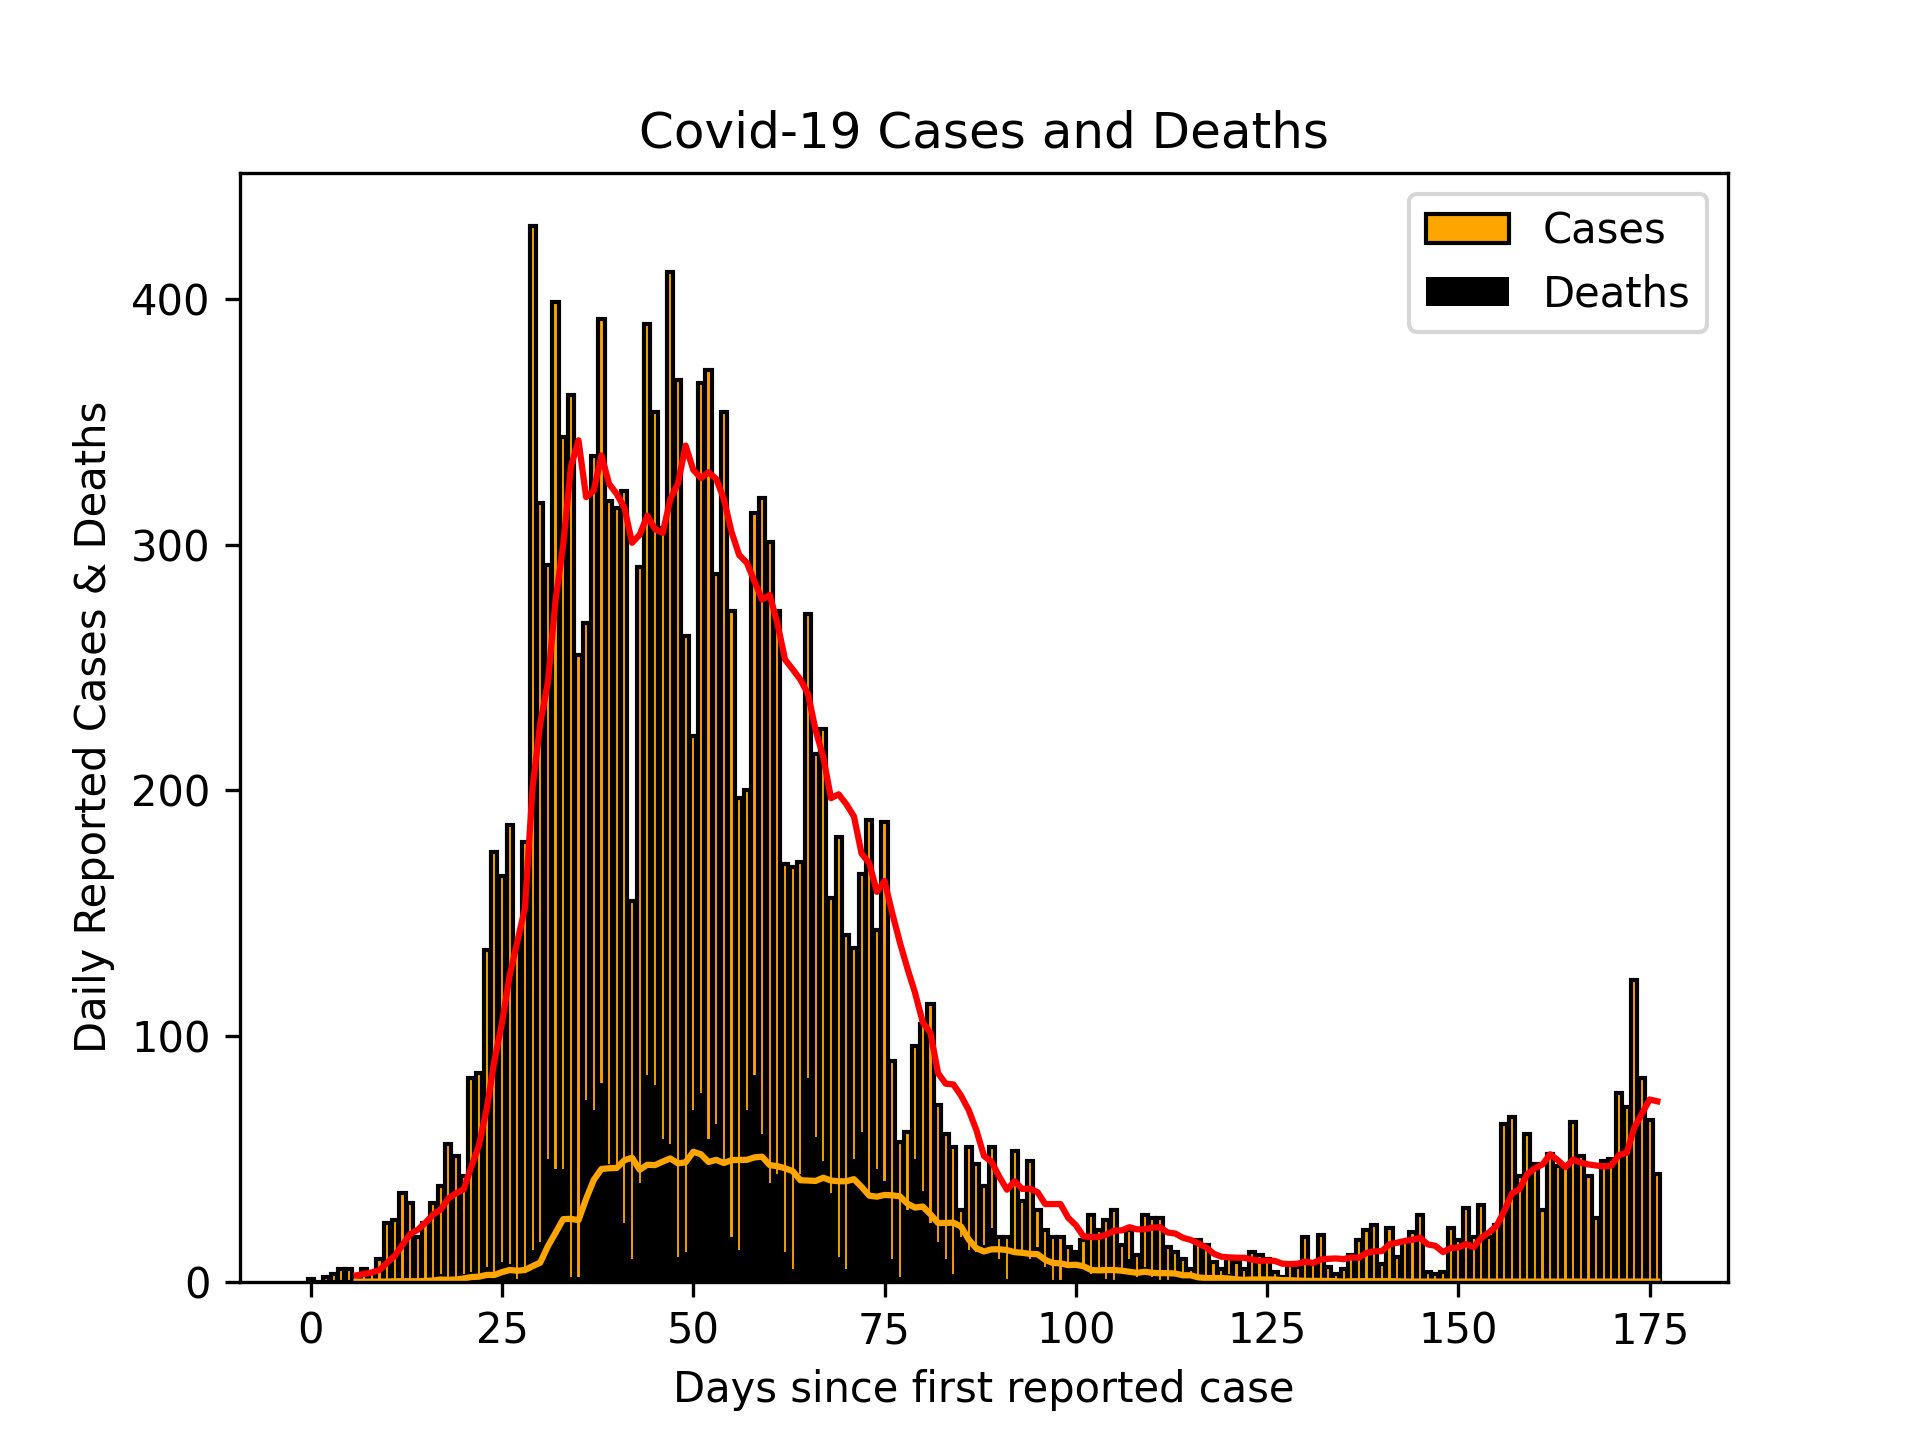 Covid-19 Cases and Deaths
Cases
Deaths
Daily Reported Cases & Deaths
400
300
200
100
0
0 25 50 75 100 125 150 175
Days since first reported case